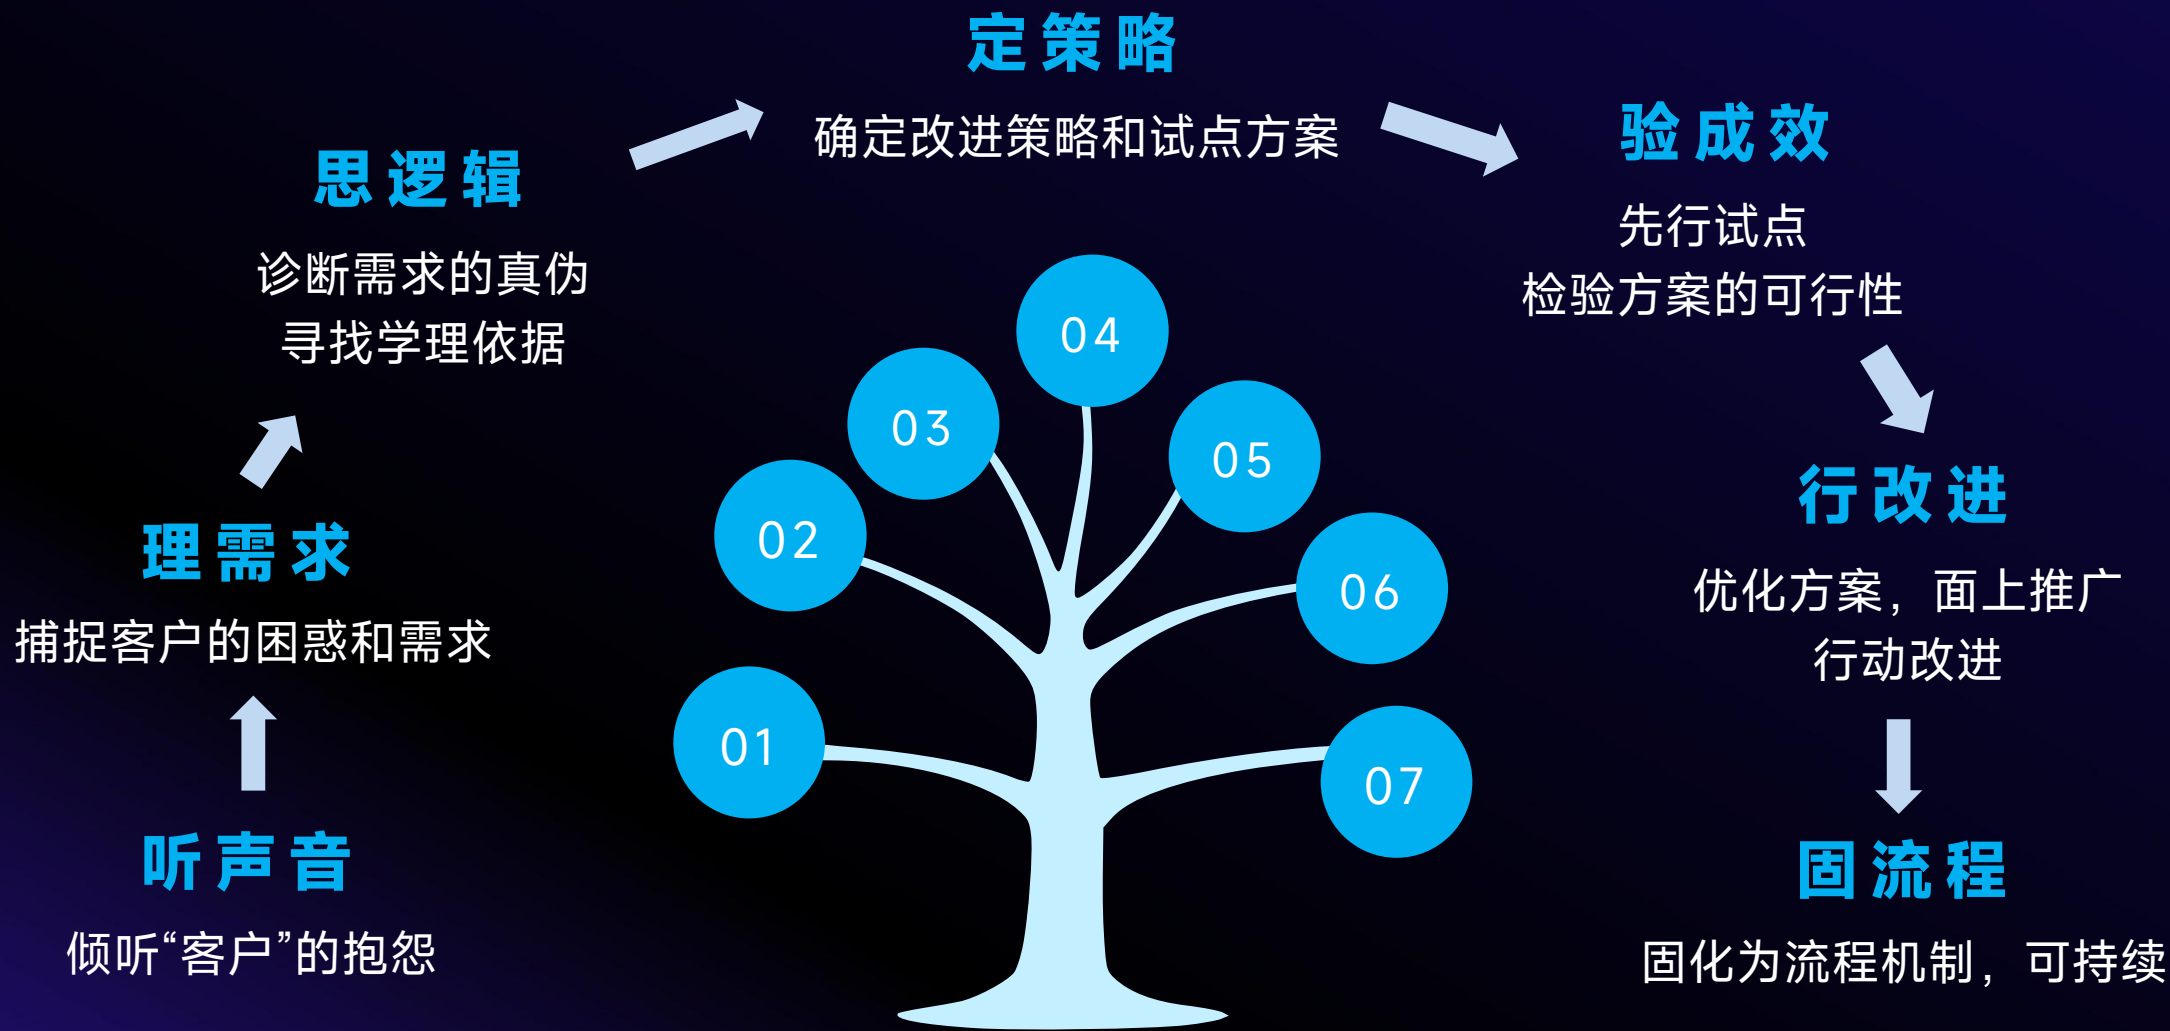 听声音
倾听“客户”的抱怨
理需求
捕捉客户的困惑和需求
思逻辑
诊断需求的真伪
寻找学理依据
定策略
确定改进策略和试点方案
验成效
先行试点
检验方案的可行性
行改进
优化方案，面上推广
行动改进
固流程
固化为流程机制，可持续
01
02
03
04
05
06
07